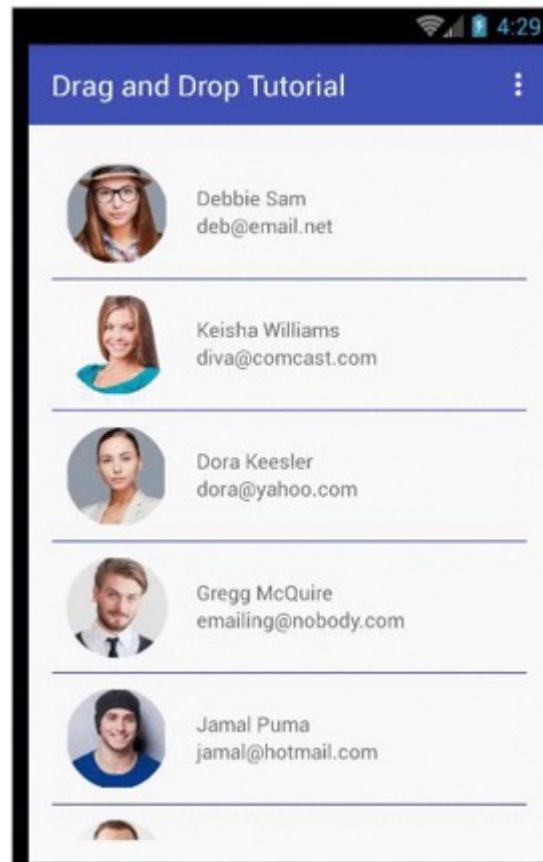 4:29
Drag and Drop Tutorial
Debbie Sam
deb@email.net
Keisha Williams
diva@comcast.com
Dora Keesler
dora@yahoo.com
Gregg McQuire
emailing@nobody.com
Jamal Puma
jamal@hotmail.com